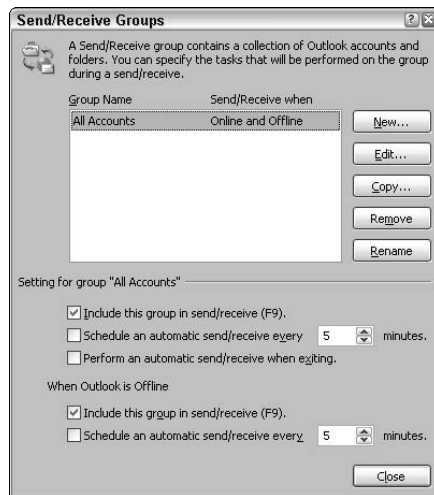 Send/Receive Groups
A Send/Receive group contains a collection of Outlook accounts and
folders. You can specify the tasks that will be performed on the group
during a send/receive.
Group Name Send/Receive when
All Accounts Online and Offline
New...
Edit...
Copy...
Remove
Rename
Setting for group "All Accounts"
Include this group in send/receive (F9).
Schedule an automatic send/receive every 5 minutes.
Perform an automatic send/receive when exiting.
When Outlook is Offline
Include this group in send/receive (F9).
Schedule an automatic send/receive every 5 minutes.
Close